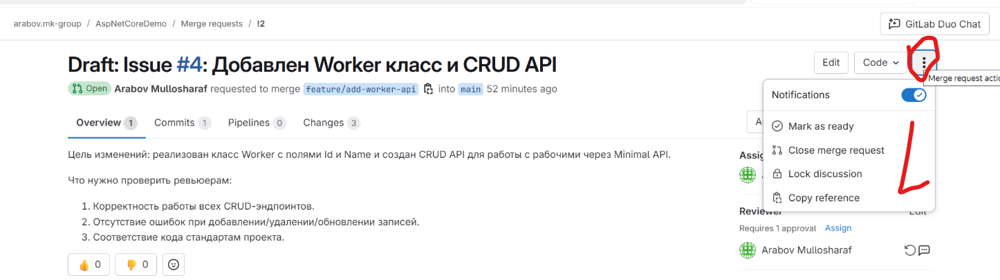 arabov.mk-group / AspNetCoreDemo / Merge requests / !2
GitLab Duo Chat
Draft: Issue #4: Добавлен Worker класс и CRUD API
Edit
Code
Open Arabov Mullosharaf requested to merge feature/add-worker-api into main 52 minutes ago
Merge request actio
Notifications
Overview 1 Commits 1 Pipelines 0 Changes 3
Mark as ready
Close merge request
Lock discussion
Copy reference
Цель изменений: реализован класс Worker с полями Id и Name и создан CRUD API для работы с рабочими через Minimal API.
Что нужно проверить ревьюерам:
1. Корректность работы всех CRUD-эндпоинтов.
2. Отсутствие ошибок при добавлении/удалении/обновлении записей.
3. Соответствие кода стандартам проекта.
0 0
Assig
Reviewer Edit
Requires 1 approval Assign
Arabov Mullosharaf